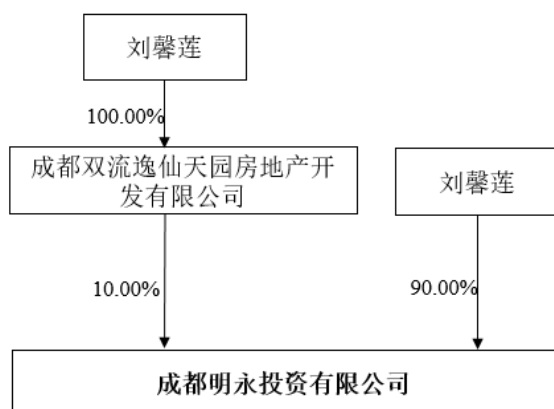 刘馨莲
100.00%
成都双流逸仙天园房地产开
发有限公司
刘馨莲
10.00%
90.00%
成都明永投资有限公司